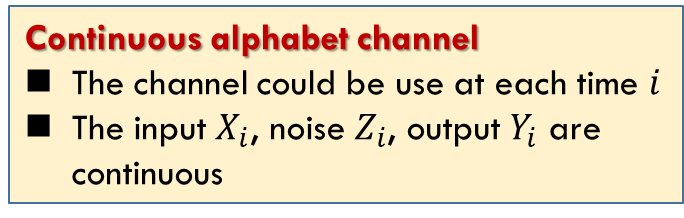 Continuous alphabet channel
■ The channel could be use at each time 𝑖
■ The input 𝑋ᵢ, noise 𝑍ᵢ, output 𝑌ᵢ are
continuous